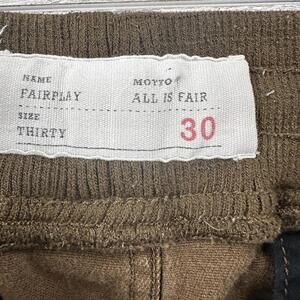 NAME MOTTO
FAIRPLAY ALL IS FAIR
SIZE
THIRTY 30